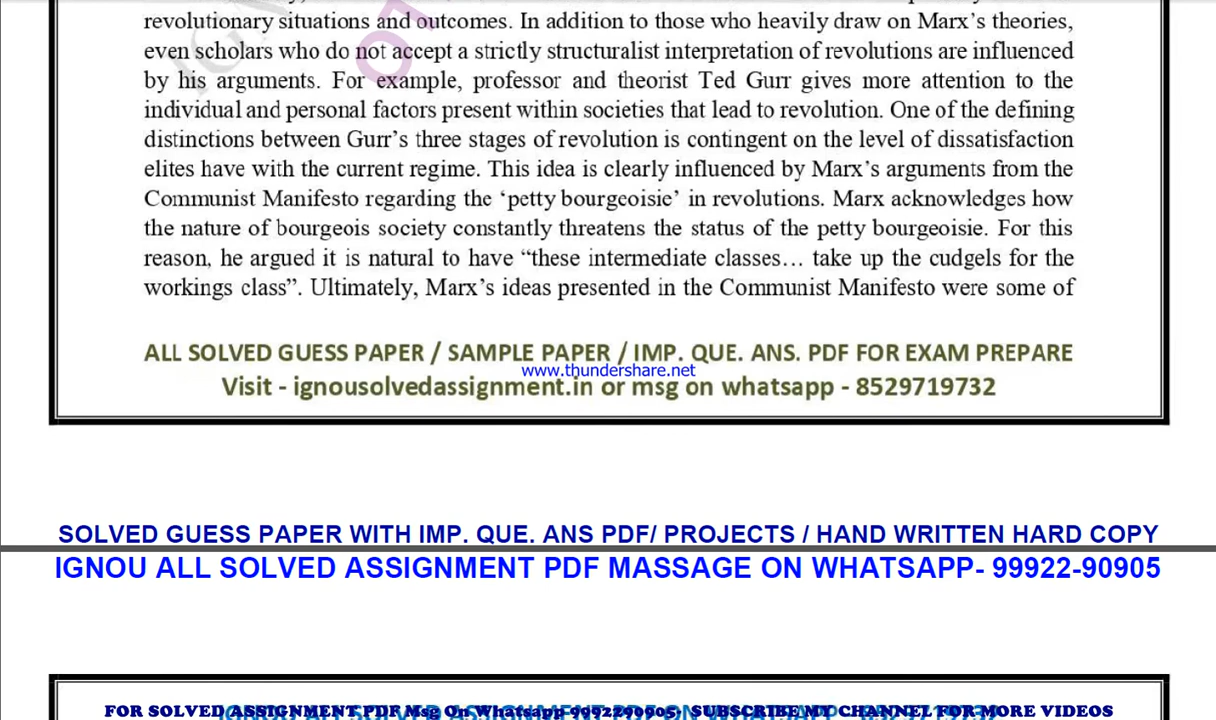 revolutionary situations and outcomes. In addition to those who heavily draw on Marx's theories,
even scholars who do not accept a strictly structuralist interpretation of revolutions are influenced
by his arguments. For example, professor and theorist Ted Gurr gives more attention to the
individual and personal factors present within societies that lead to revolution. One of the defining
distinctions between Gurr's three stages of revolution is contingent on the level of dissatisfaction
elites have with the current regime. This idea is clearly influenced by Marx's arguments from the
Communist Manifesto regarding the 'petty bourgeoisie' in revolutions. Marx acknowledges how
the nature of bourgeois society constantly threatens the status of the petty bourgeoisie. For this
reason, he argued it is natural to have "these intermediate classes… take up the cudgels for the
workings class". Ultimately, Marx's ideas presented in the Communist Manifesto were some of
ALL SOLVED GUESS PAPER / SAMPLE PAPER / IMP. QUE. ANS. PDF FOR EXAM PREPARE
www.thundershare.net
Visit - ignousolvedassignment.in or msg on whatsapp - 8529719732
SOLVED GUESS PAPER WITH IMP. QUE. ANS PDF/ PROJECTS / HAND WRITTEN HARD COPY
IGNOU ALL SOLVED ASSIGNMENT PDF MASSAGE ON WHATSAPP- 99922-90905
FOR SOLVED ASSIGNMENT PDF Msg On Whatsapp 9992290905, SUBSCRIBE MY CHANNEL FOR MORE VIDEOS